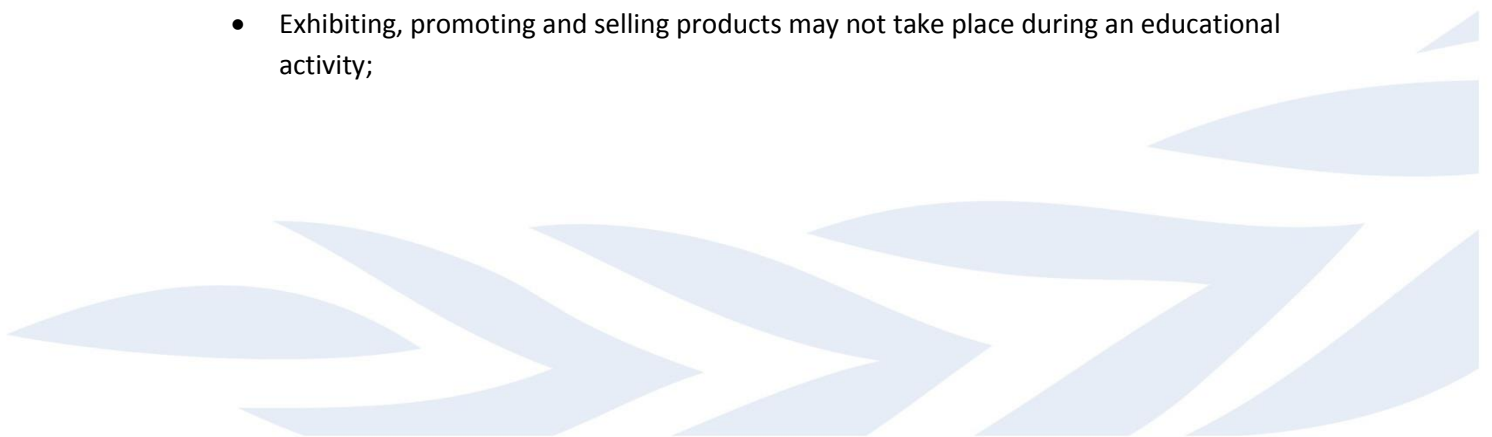 • Exhibiting, promoting and selling products may not take place during an educational
activity;